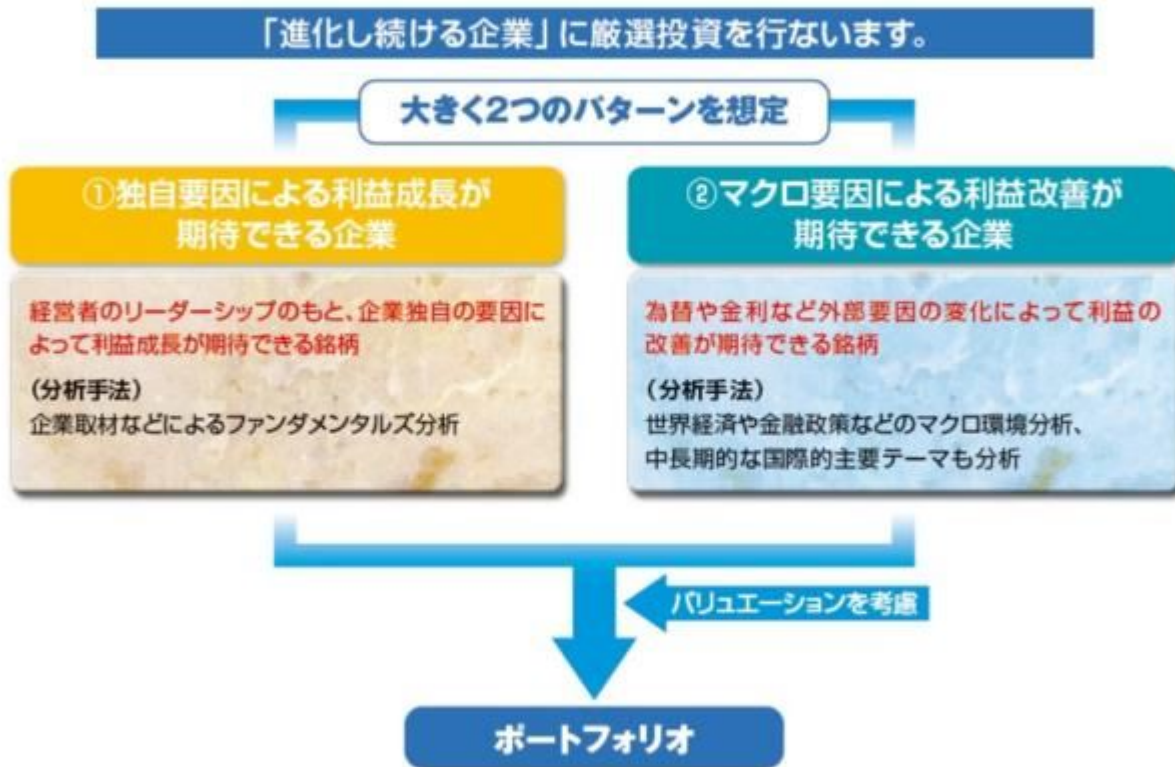 「進化し続ける企業」に厳選投資を行ないます。
大きく2つのパターンを想定
①独自要因による利益成長が
期待できる企業
経営者のリーダーシップのもと、企業独自の要因に
よって利益成長が期待できる銘柄
(分析手法)
企業取材などによるファンダメンタルズ分析
②マクロ要因による利益改善が
期待できる企業
為替や金利など外部要因の変化によって利益の
改善が期待できる銘柄
(分析手法)
世界経済や金融政策などのマクロ環境分析、
中長期的な国際的主要テーマも分析
バリュエーションを考慮
ポートフォリオ